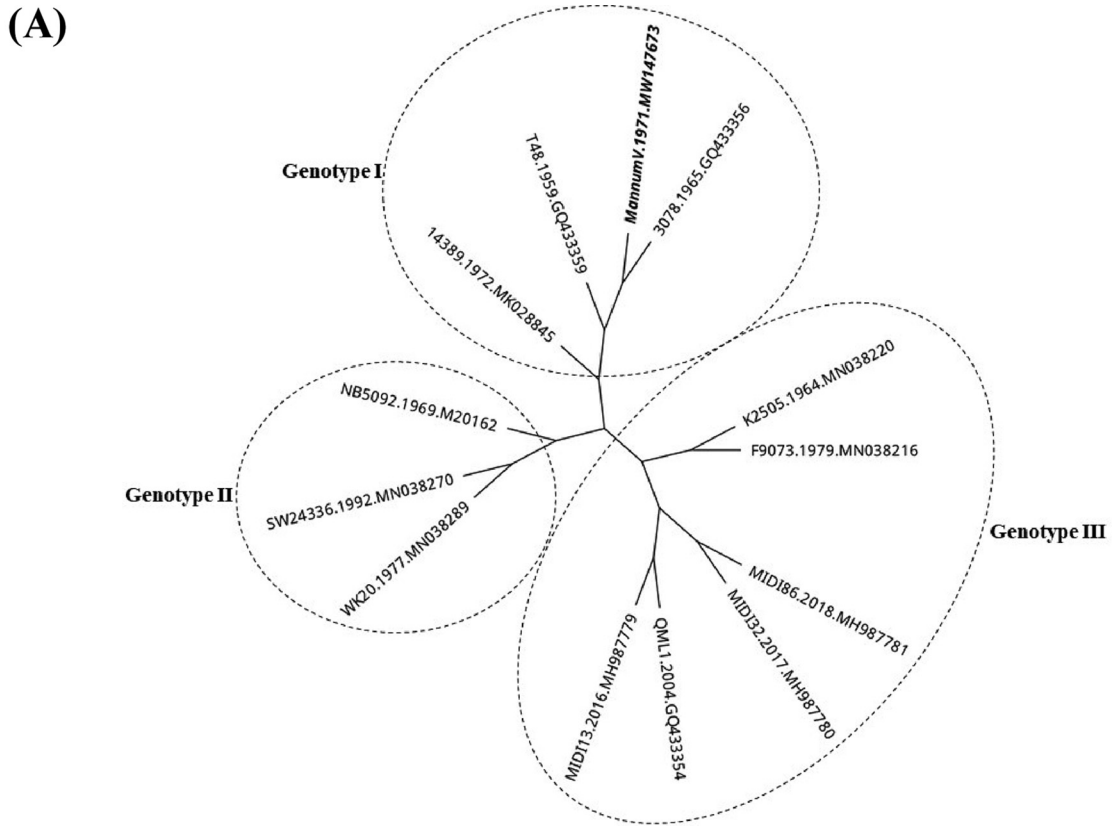 (A)
Genotype I
MannumV.1971.MW147673
3078.1965.GQ433356
T48.1959.GQ433359
14389.1972.MK028845
Genotype II
NB5092.1969.M20162
SW24336.1992.MN038270
WK20.1977.MN038289
Genotype III
K2505.1964.MN038220
F9073.1979.MN038216
MIDI86.2018.MH987781
MIDI32.2017.MH987780
QML1.2004.GQ433354
MIDI13.2016.MH987779